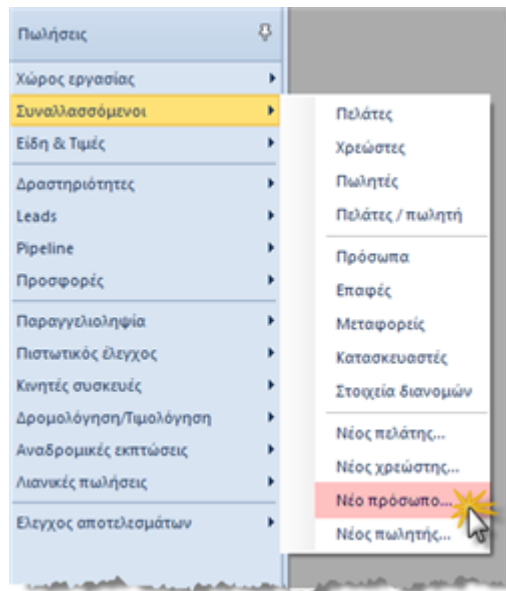 Πωλήσεις
Χώρος εργασίας
Συναλλασσόμενοι
Είδη & Τιμές
Δραστηριότητες
Leads
Pipeline
Προσφορές
Παραγγελιοληψία
Πιστωτικός έλεγχος
Κινητές συσκευές
Δρομολόγηση/Τιμολόγηση
Αναδρομικές εκπτώσεις
Λιανικές πωλήσεις
Ελεγχος αποτελεσμάτων
Πελάτες
Χρεώστες
Πωλητές
Πελάτες / πωλητή
Πρόσωπα
Επαφές
Μεταφορείς
Κατασκευαστές
Στοιχεία διανομών
Νέος πελάτης...
Νέος χρεώστης...
Νέο πρόσωπο...
Νέος πωλητής...